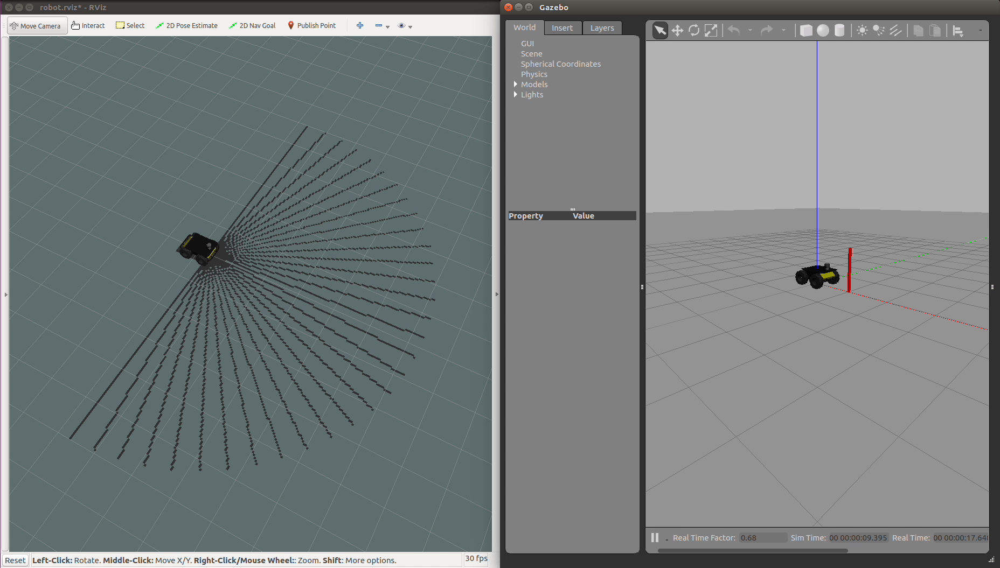 robot.rviz* - RViz
Move Camera Interact Select 2D Pose Estimate 2D Nav Goal Publish Point
Reset Left-Click: Rotate. Middle-Click: Move X/Y. Right-Click/Mouse Wheel:: Zoom. Shift: More options. 30 fps
Gazebo
World Insert Layers
GUI
Scene
Spherical Coordinates
Physics
Models
Lights
Property Value
Real Time Factor: 0.68 Sim Time: 00 00:00:09.395 Real Time: 00 00:00:17.648